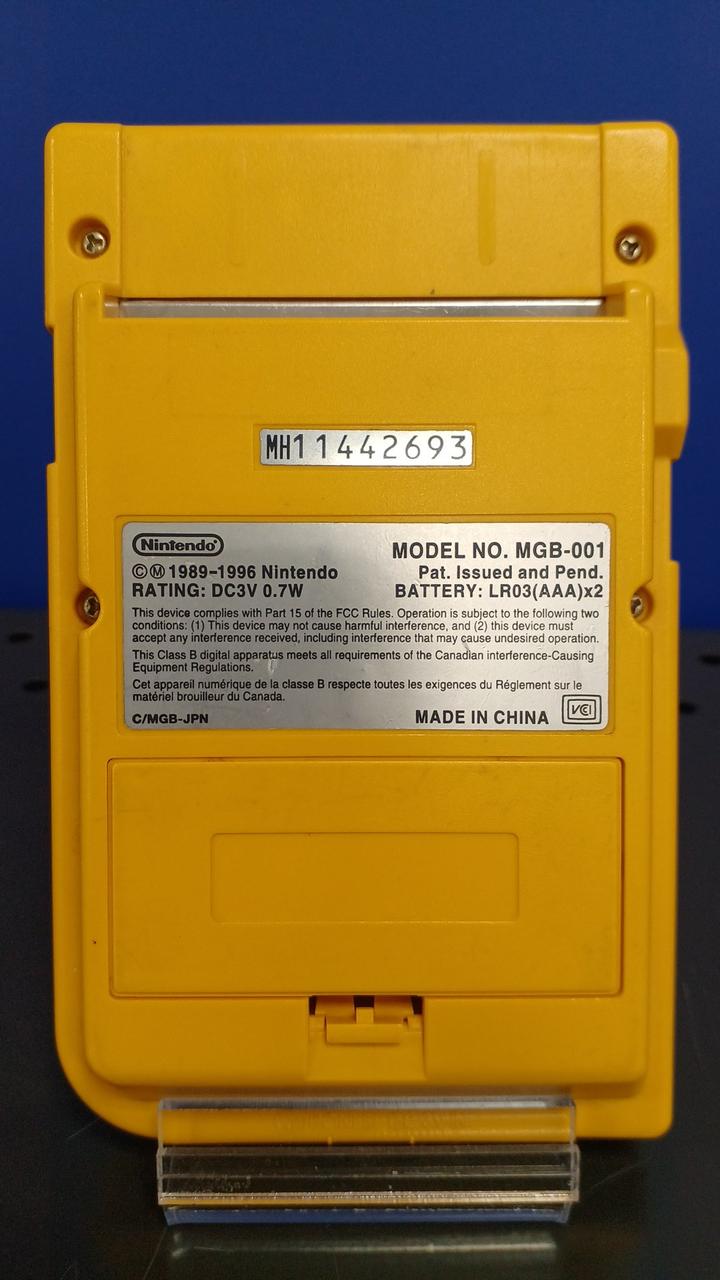 MH11442693
Nintendo
MODEL NO. MGB-001
©Ⓜ 1989-1996 Nintendo
Pat. Issued and Pend.
RATING: DC3V 0.7W
BATTERY: LR03(AAA)x2
This device complies with Part 15 of the FCC Rules. Operation is subject to the following two
conditions: (1) This device may not cause harmful interference, and (2) this device must
accept any interference received, including interference that may cause undesired operation.
This Class B digital apparatus meets all requirements of the Canadian interference-Causing
Equipment Regulations.
Cet appareil numérique de la classe B respecte toutes les exigences du Réglement sur le
matériel brouilleur du Canada.
C/MGB-JPN
MADE IN CHINA
VCI